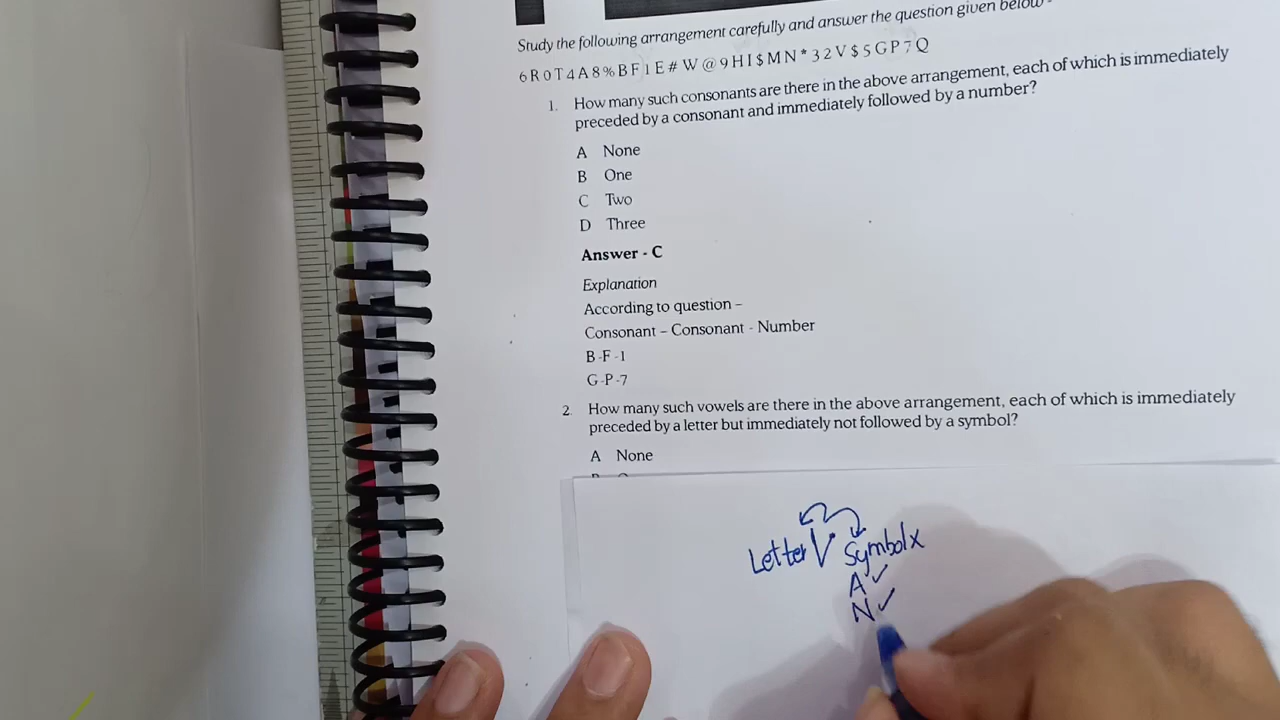 Study the following arrangement carefully and answer the question given below -
6 R 0 T 4 A 8 % B F 1 E # W @ 9 H I $ M N * 3 2 V $ 5 G P 7 Q
1. How many such consonants are there in the above arrangement, each of which is immediately
preceded by a consonant and immediately followed by a number?
A None
B One
C Two
D Three
Answer - C
Explanation
According to question –
Consonant – Consonant - Number
B -F - 1
G -P -7
2 How many such vowels are there in the above arrangement, each of which is immediately
preceded by a letter but immediately not followed by a symbol?
A None
Letter V Symbol x
A ✓
N ✓